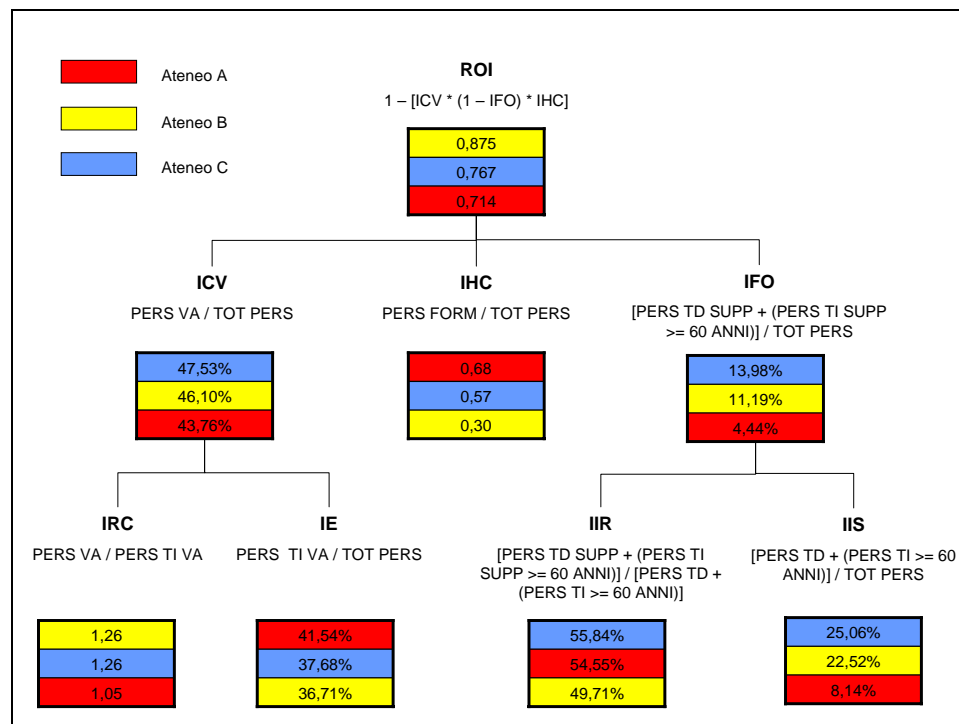 Ateneo A
Ateneo B
Ateneo C
ROI
1 – [ICV * (1 – IFO) * IHC]
0,875
0,767
0,714
ICV
PERS VA / TOT PERS
47,53%
46,10%
43,76%
IHC
PERS FORM / TOT PERS
0,68
0,57
0,30
IFO
[PERS TD SUPP + (PERS TI SUPP
>= 60 ANNI)] / TOT PERS
13,98%
11,19%
4,44%
IRC
PERS VA / PERS TI VA
1,26
1,26
1,05
IE
PERS TI VA / TOT PERS
41,54%
37,68%
36,71%
IIR
[PERS TD SUPP + (PERS TI
SUPP >= 60 ANNI)] / [PERS TD +
(PERS TI >= 60 ANNI)]
55,84%
54,55%
49,71%
IIS
[PERS TD + (PERS TI >= 60
ANNI)] / TOT PERS
25,06%
22,52%
8,14%